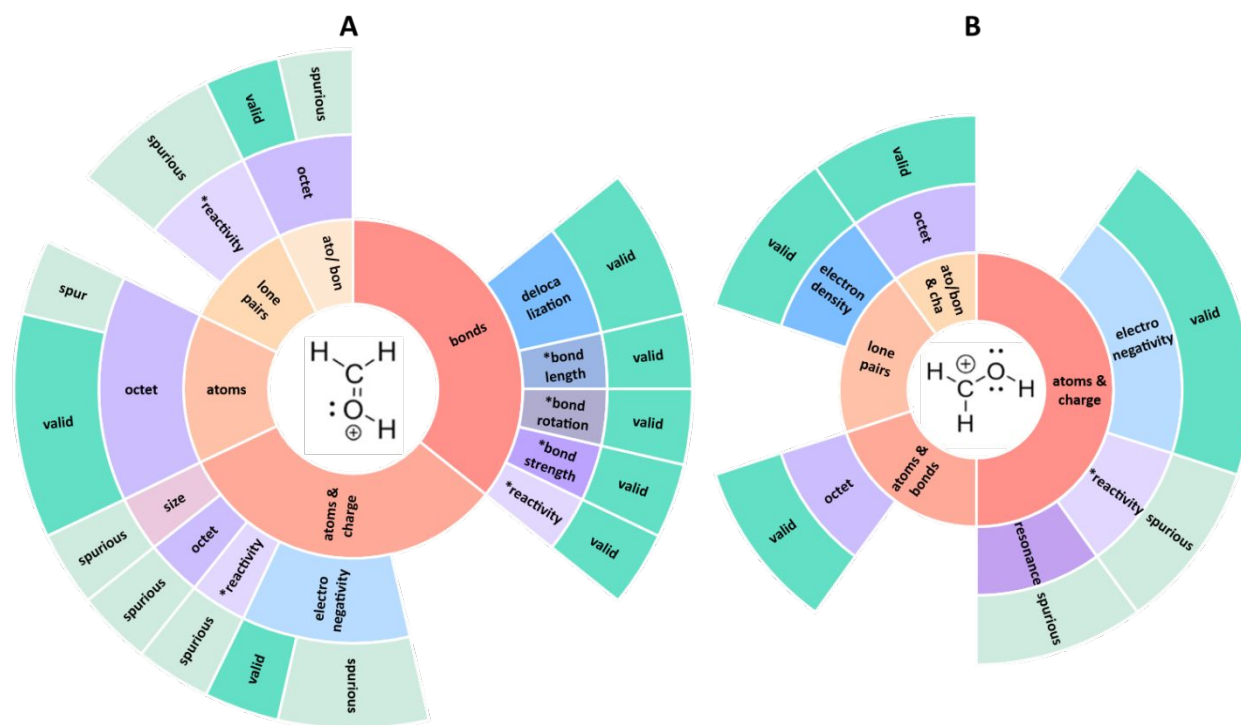 A
B
spurious
valid
spurious
octet
*reactivity
ato/ bon
lone
pairs
bonds
deloca
lization
valid
*bond
length
valid
*bond
rotation
valid
*bond
strength
valid
*reactivity
valid
spur
octet
atoms
valid
size
spurious
octet
spurious
*reactivity
spurious
atoms &
charge
electro
negativity
valid
spurious
H
H
C
O
H
valid
valid
octet
electron
density
ato/bon
& cha
lone
pairs
atoms &
bonds
octet
valid
atoms &
charge
electro
negativity
valid
*reactivity
spurious
resonance
spurious
H
C
O
H
H